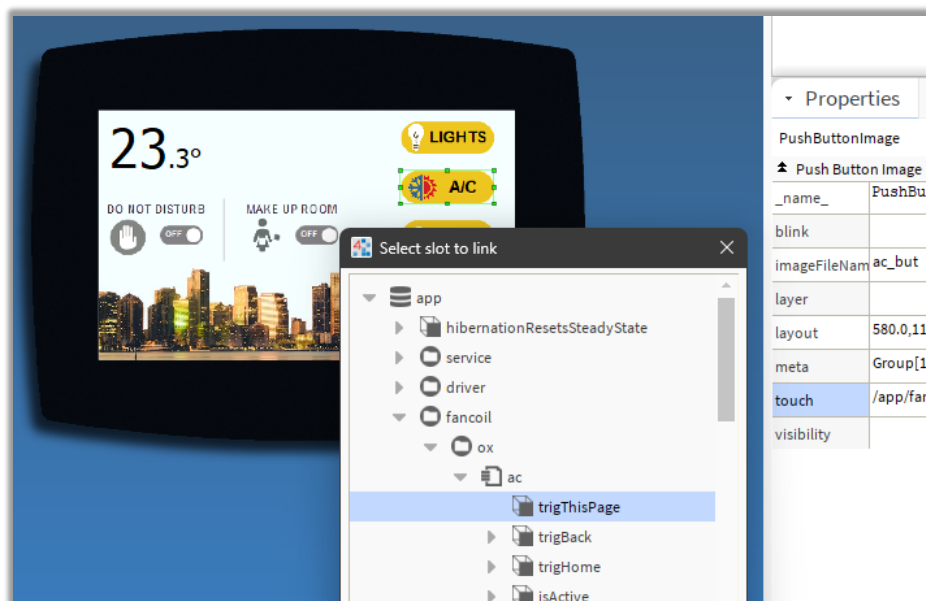 23.3°
LIGHTS
A/C
DO NOT DISTURB
MAKE UP ROOM
OFF
OFF
Select slot to link
app
hibernationResetsSteadyState
service
driver
fancoil
ox
ac
trigThisPage
trigBack
trigHome
isActive
Properties
PushButtonImage
Push Button Image
_name_ PushBu
blink
imageFileNam ac_but
layer
layout 580.0,11
meta Group[1
touch /app/far
visibility